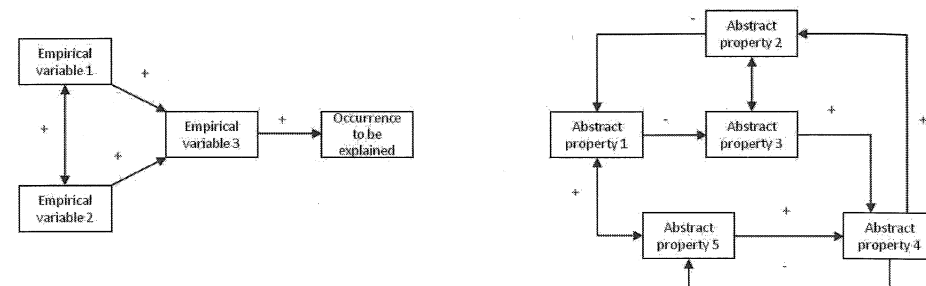 Empirical
variable 1
+
+
Empirical
variable 3
+
Occurrence
to be
explained
+
Empirical
variable 2
-
Abstract
property 2
+
Abstract
property 1
-
Abstract
property 3
+
+
Abstract
property 5
+
Abstract
property 4
-